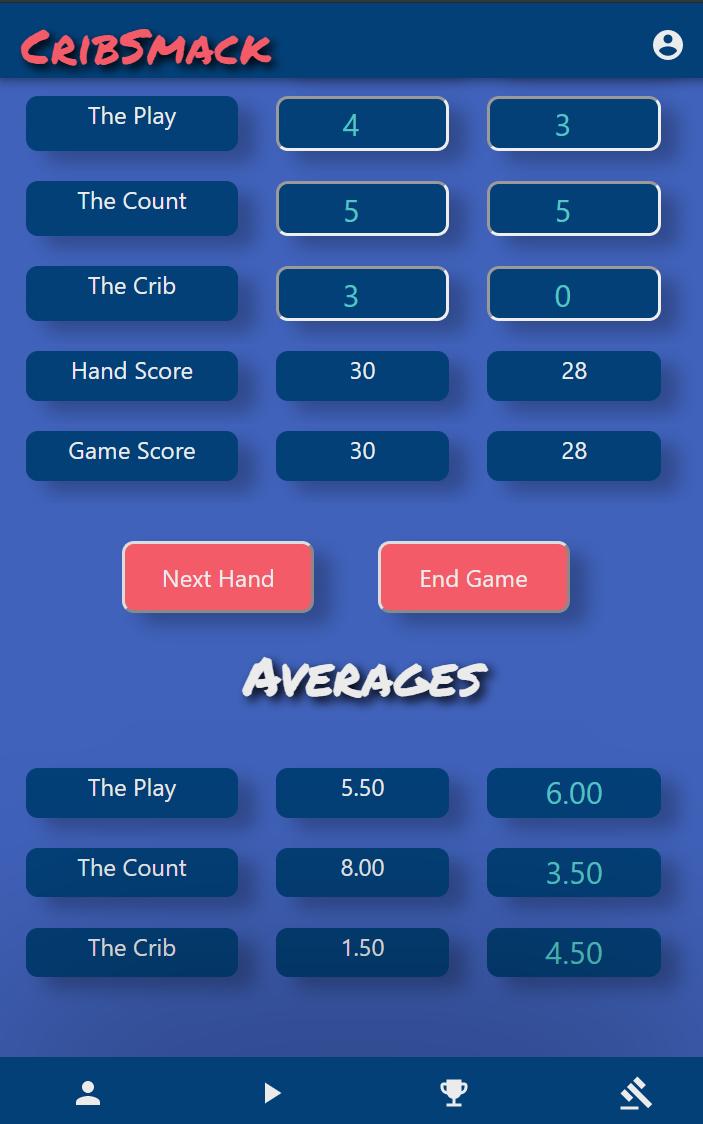 CribSmack
The Play 4 3
The Count 5 5
The Crib 3 0
Hand Score 30 28
Game Score 30 28
Next Hand End Game
Averages
The Play 5.50 6.00
The Count 8.00 3.50
The Crib 1.50 4.50